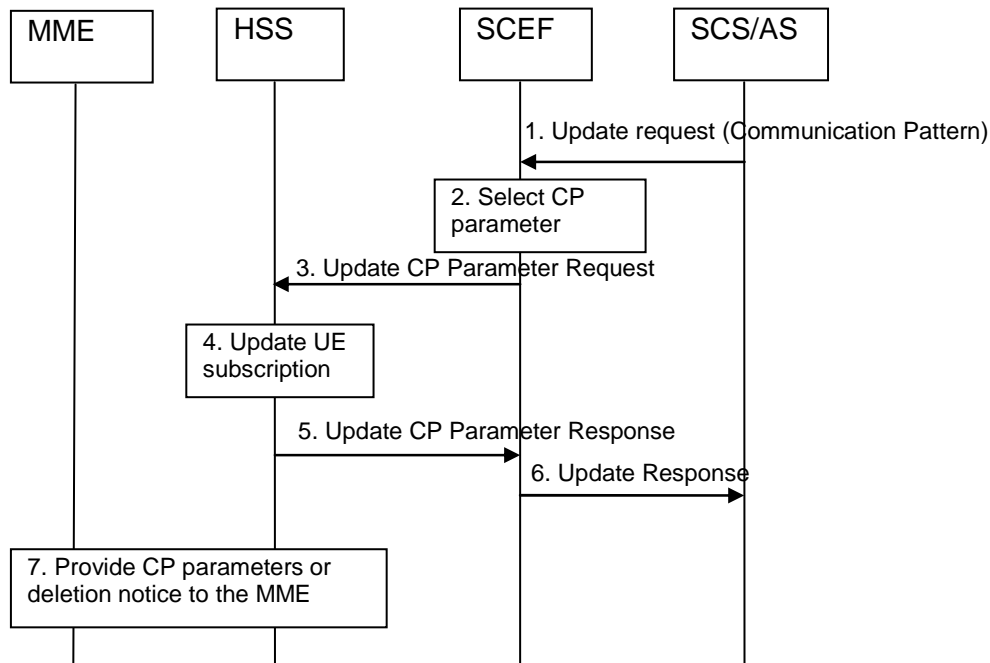 MME
HSS
SCEF
SCS/AS
1. Update request (Communication Pattern)
2. Select CP
parameter
3. Update CP Parameter Request
4. Update UE
subscription
5. Update CP Parameter Response
6. Update Response
7. Provide CP parameters or
deletion notice to the MME